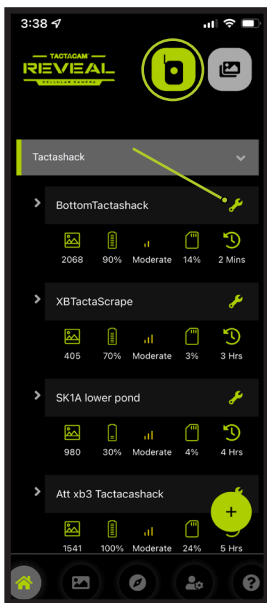 3:38
TACTACAM
REVEAL
CELLULAR CAMERA
Tactashack
BottomTactashack
2068 90% Moderate 14% 2 Mins
XBTactaScrape
405 70% Moderate 3% 3 Hrs
SK1A lower pond
980 30% Moderate 4% 4 Hrs
Att xb3 Tactacashack
+
1541 100% Moderate 24% 5 Hrs
?